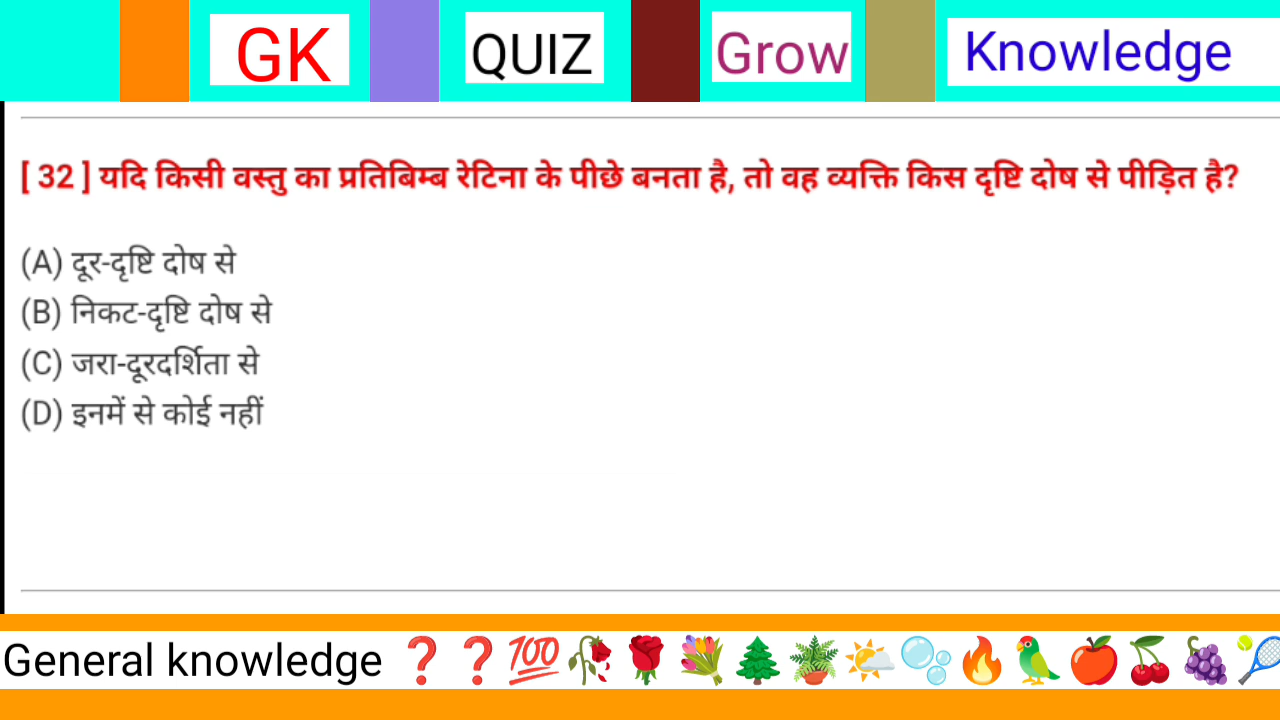 GK QUIZ Grow Knowledge
[ 32 ] यदि किसी वस्तु का प्रतिबिम्ब रेटिना के पीछे बनता है, तो वह व्यक्ति किस दृष्टि दोष से पीड़ित है?
(A) दूर-दृष्टि दोष से
(B) निकट-दृष्टि दोष से
(C) जरा-दूरदर्शिता से
(D) इनमें से कोई नहीं
General knowledge ❓❓💯🥀🌹💐🌲🪴🌤️🫧🔥🦜🍎🍒🍇🎾